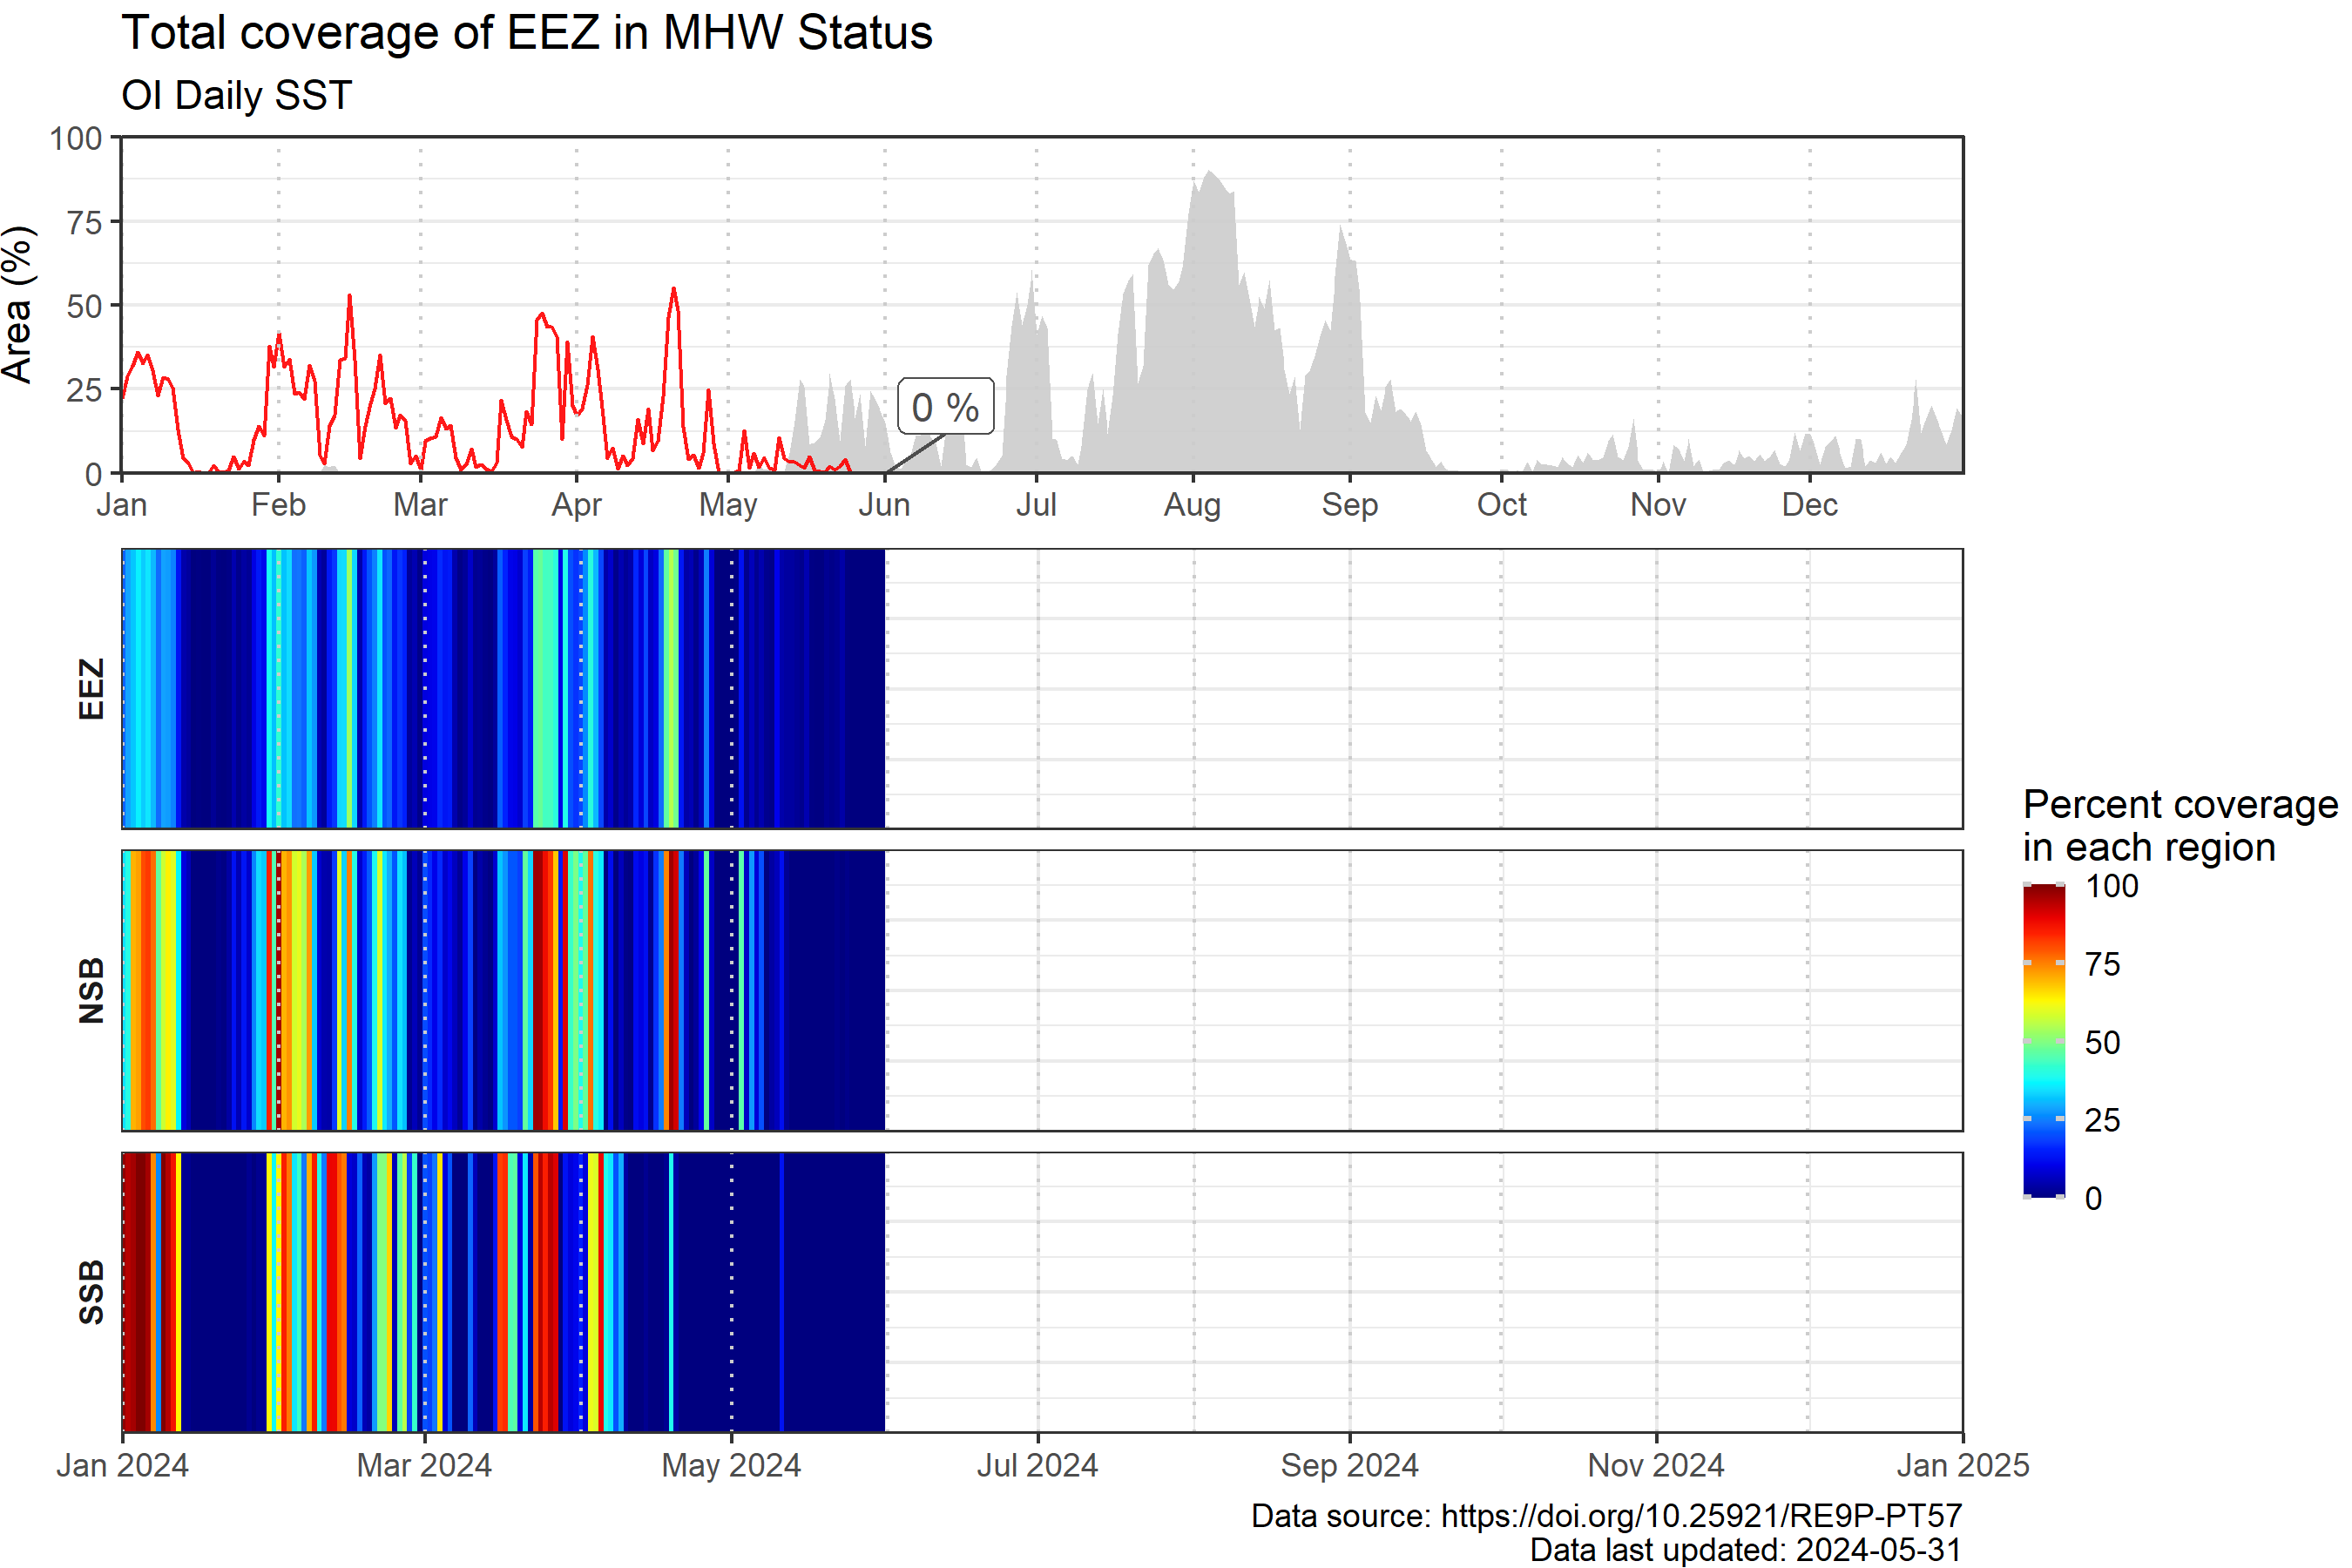 Total coverage of EEZ in MHW Status
OI Daily SST
Area (%)
100
75
50
25
0
0 %
Jan Feb Mar Apr May Jun Jul Aug Sep Oct Nov Dec
EEZ
NSB
SSB
Jan 2024 Mar 2024 May 2024 Jul 2024 Sep 2024 Nov 2024 Jan 2025
Percent coverage
in each region
100
75
50
25
0
Data source: https://doi.org/10.25921/RE9P-PT57
Data last updated: 2024-05-31